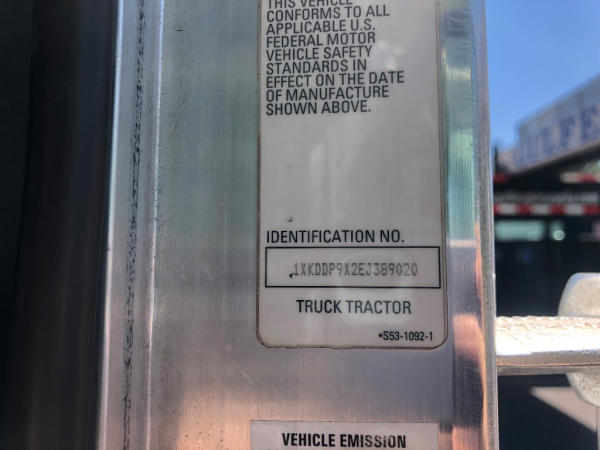 THIS VEHICLE
CONFORMS TO ALL
APPLICABLE U.S.
FEDERAL MOTOR
VEHICLE SAFETY
STANDARDS IN
EFFECT ON THE DATE
OF MANUFACTURE
SHOWN ABOVE.
IDENTIFICATION NO.
1XKDDP9X2EJ389020
TRUCK TRACTOR
•S53-1092-1
VEHICLE EMISSION